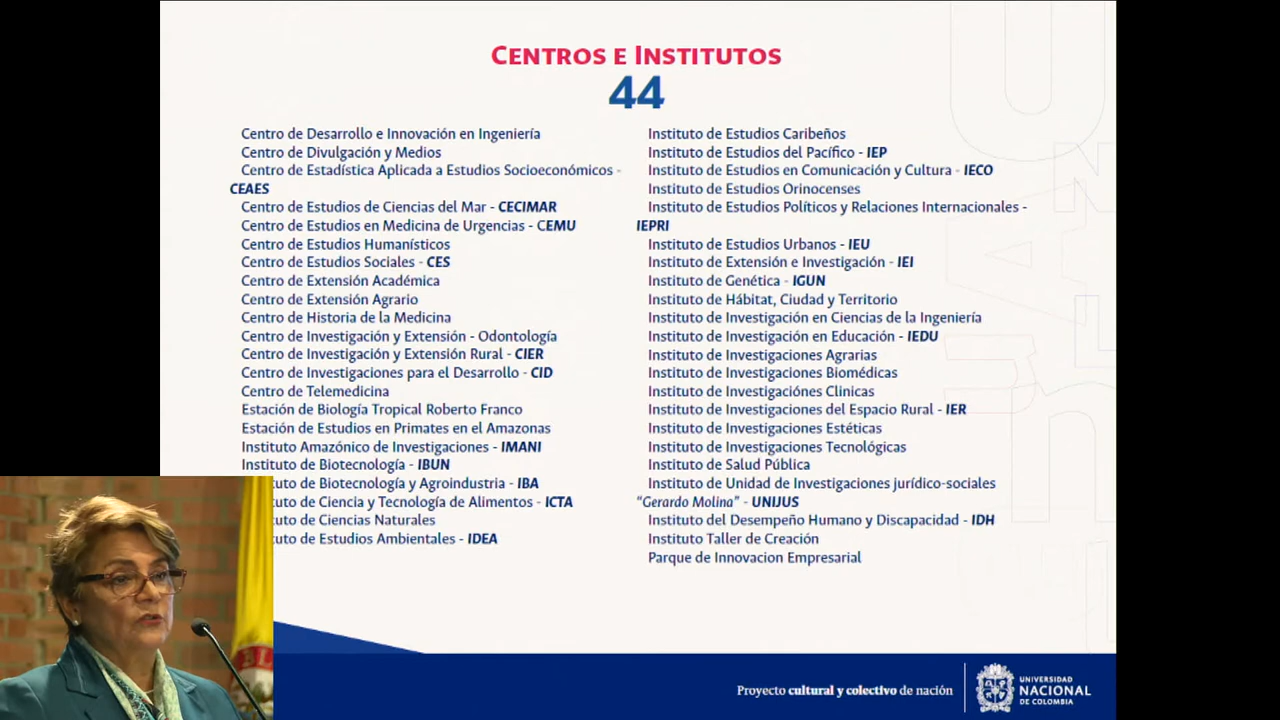 CENTROS E INSTITUTOS
44
Centro de Desarrollo e Innovación en Ingeniería
Centro de Divulgación y Medios
Centro de Estadística Aplicada a Estudios Socioeconómicos -
CEAES
Centro de Estudios de Ciencias del Mar - CECIMAR
Centro de Estudios en Medicina de Urgencias - CEMU
Centro de Estudios Humanísticos
Centro de Estudios Sociales - CES
Centro de Extensión Académica
Centro de Extensión Agrario
Centro de Historia de la Medicina
Centro de Investigación y Extensión - Odontología
Centro de Investigación y Extensión Rural - CIER
Centro de Investigaciones para el Desarrollo - CID
Centro de Telemedicina
Estación de Biología Tropical Roberto Franco
Estación de Estudios en Primates en el Amazonas
Instituto Amazónico de Investigaciones - IMANI
Instituto de Biotecnología - IBUN
tuto de Biotecnología y Agroindustria - IBA
tuto de Ciencia y Tecnología de Alimentos - ICTA
tuto de Ciencias Naturales
tuto de Estudios Ambientales - IDEA
Instituto de Estudios Caribeños
Instituto de Estudios del Pacífico - IEP
Instituto de Estudios en Comunicación y Cultura - IECO
Instituto de Estudios Orinocenses
Instituto de Estudios Políticos y Relaciones Internacionales -
IEPRI
Instituto de Estudios Urbanos - IEU
Instituto de Extensión e Investigación - IEI
Instituto de Genética - IGUN
Instituto de Hábitat, Ciudad y Territorio
Instituto de Investigación en Ciencias de la Ingeniería
Instituto de Investigación en Educación - IEDU
Instituto de Investigaciones Agrarias
Instituto de Investigaciones Biomédicas
Instituto de Investigaciónes Clinicas
Instituto de Investigaciones del Espacio Rural - IER
Instituto de Investigaciones Estéticas
Instituto de Investigaciones Tecnológicas
Instituto de Salud Pública
Instituto de Unidad de Investigaciones jurídico-sociales
“Gerardo Molina” - UNIJUS
Instituto del Desempeño Humano y Discapacidad - IDH
Instituto Taller de Creación
Parque de Innovacion Empresarial
Proyecto cultural y colectivo de nación
UNIVERSIDAD
NACIONAL
DE COLOMBIA